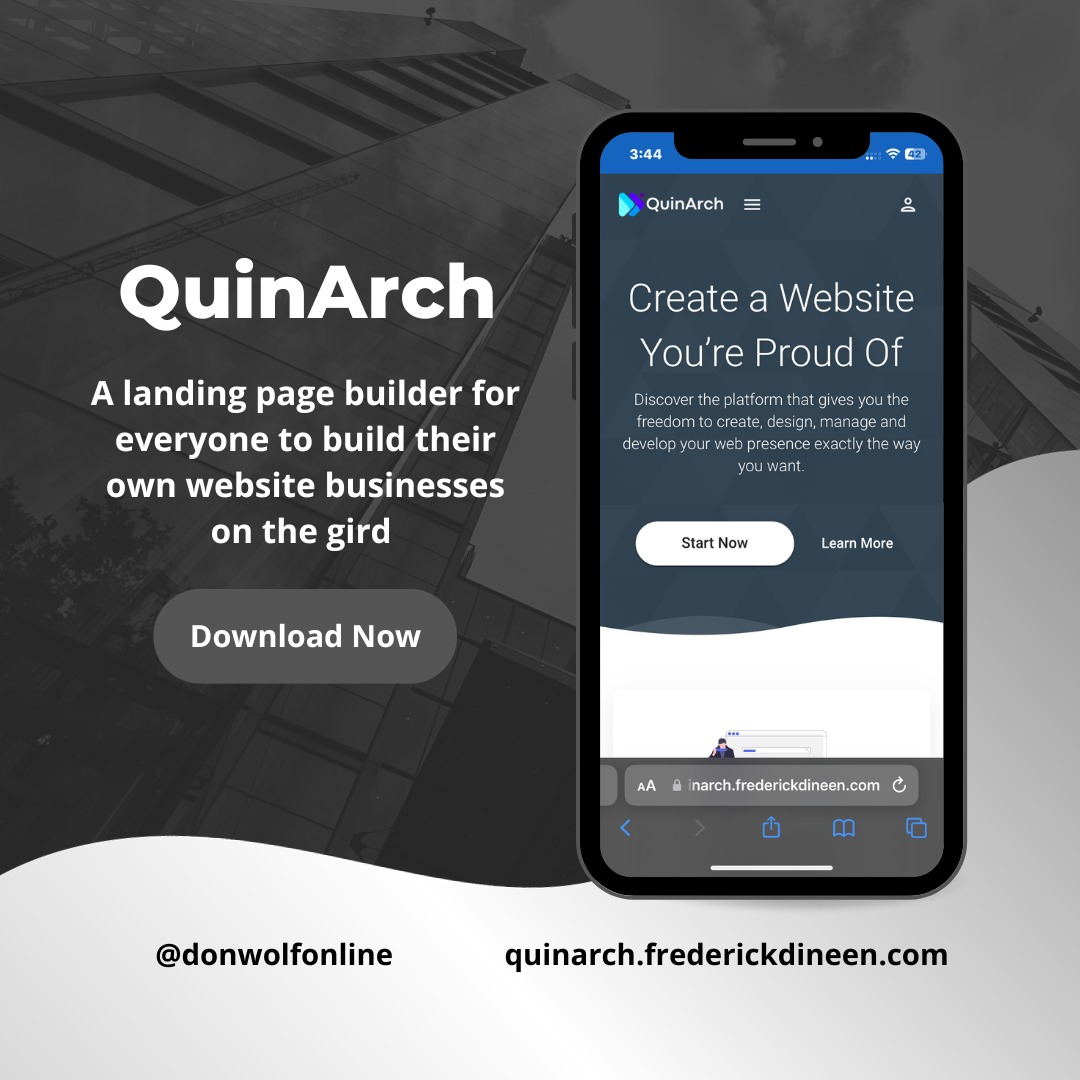 QuinArch
A landing page builder for
everyone to build their
own website businesses
on the gird
Download Now
3:44
42
QuinArch
Create a Website
You’re Proud Of
Discover the platform that gives you the
freedom to create, design, manage and
develop your web presence exactly the way
you want.
Start Now
Learn More
AA
inarch.frederickdineen.com
@donwolfonline
quinarch.frederickdineen.com